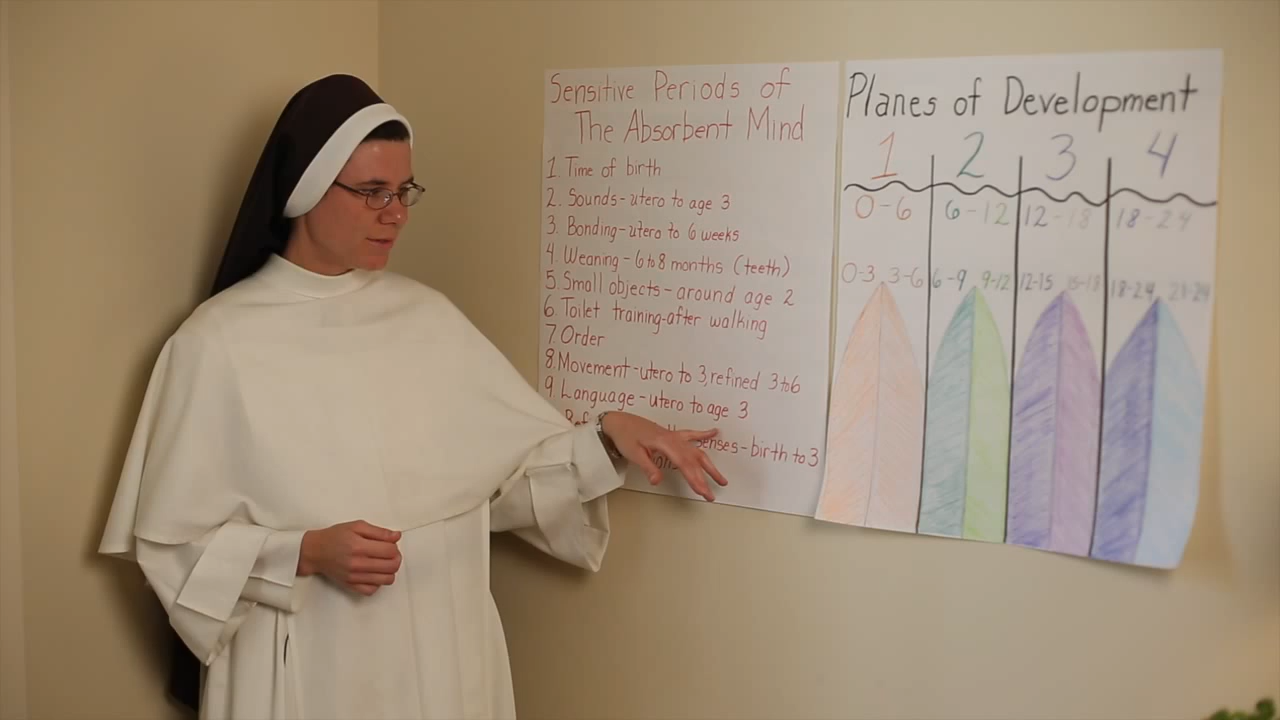 Sensitive Periods of
The Absorbent Mind
1. Time of birth
2. Sounds-utero to age 3
3. Bonding-utero to 6 weeks
4. Weaning-6 to 8 months (teeth)
5. Small objects-around age 2
6. Toilet training-after walking
7. Order
8. Movement-utero to 3, refined 3 to 6
9. Language-utero to age 3
senses-birth to 3
Planes of Development
1 2 3 4
0-6 6-12 12-18 18-24
0-3 3-6 6-9 9-12 12-15 15-18 18-24 21-24